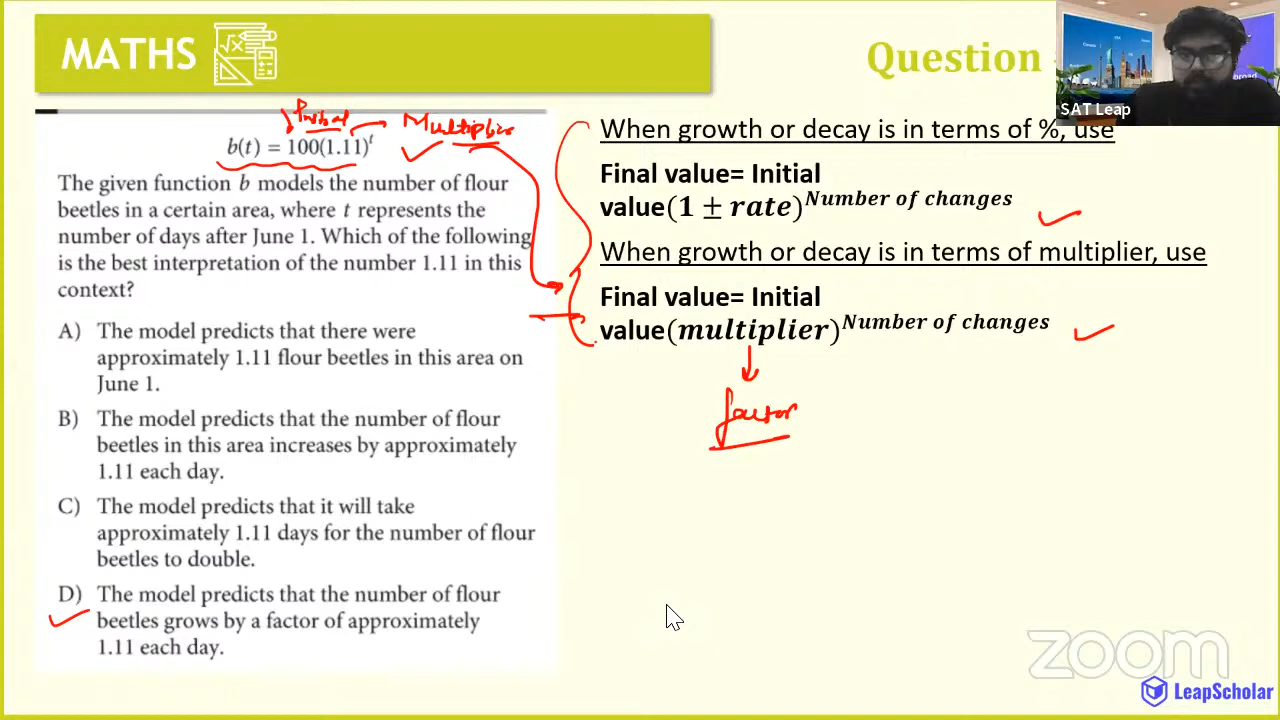 MATHS
Question
SAT Leap
Initial
Multiplier
b(t) = 100(1.11)^t
The given function b models the number of flour
beetles in a certain area, where t represents the
number of days after June 1. Which of the following
is the best interpretation of the number 1.11 in this
context?
A) The model predicts that there were
approximately 1.11 flour beetles in this area on
June 1.
B) The model predicts that the number of flour
beetles in this area increases by approximately
1.11 each day.
C) The model predicts that it will take
approximately 1.11 days for the number of flour
beetles to double.
D) The model predicts that the number of flour
beetles grows by a factor of approximately
1.11 each day.
When growth or decay is in terms of %, use
Final value= Initial
value(1 ± rate)^Number of changes
When growth or decay is in terms of multiplier, use
Final value= Initial
value(multiplier)^Number of changes
factor
zoom
LeapScholar